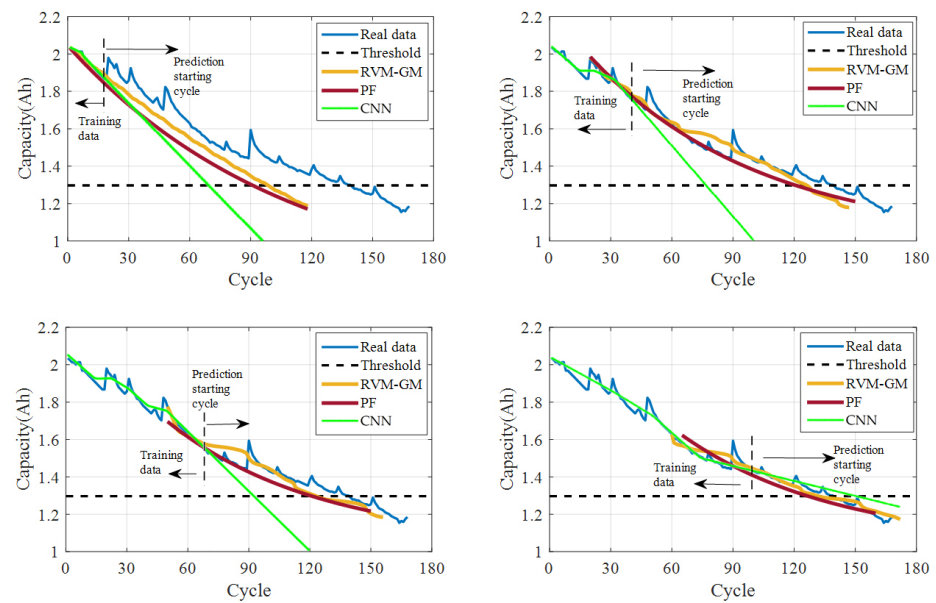 2.2
2
1.8
1.6
1.4
1.2
1
Capacity(Ah)
0 30 60 90 120 150 180
Cycle
Prediction
starting
cycle
Training
data
Real data
Threshold
RVM-GM
PF
CNN
2.2
2
1.8
1.6
1.4
1.2
1
Capacity(Ah)
0 30 60 90 120 150 180
Cycle
Prediction
starting
cycle
Training
data
Real data
Threshold
RVM-GM
PF
CNN
2.2
2
1.8
1.6
1.4
1.2
1
Capacity(Ah)
0 30 60 90 120 150 180
Cycle
Prediction
starting
cycle
Training
data
Real data
Threshold
RVM-GM
PF
CNN
2.2
2
1.8
1.6
1.4
1.2
1
Capacity(Ah)
0 30 60 90 120 150 180
Cycle
Prediction
starting
cycle
Training
data
Real data
Threshold
RVM-GM
PF
CNN